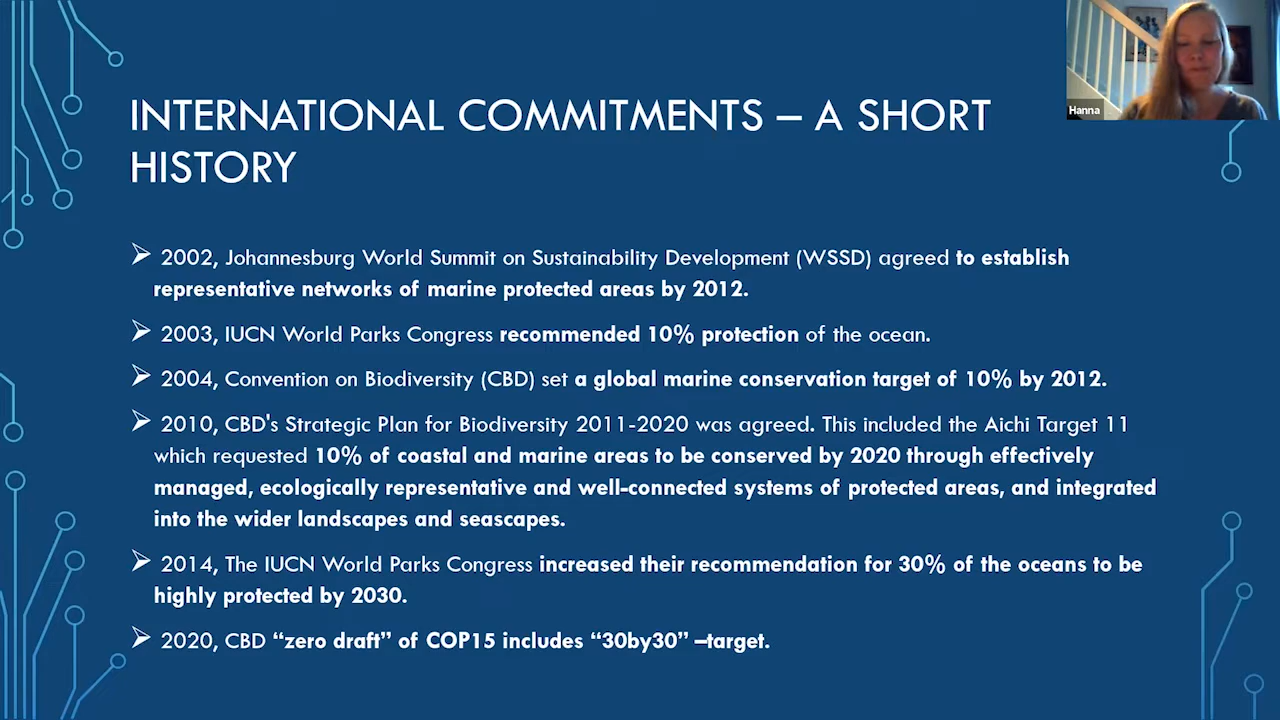 Hanna
INTERNATIONAL COMMITMENTS – A SHORT
HISTORY
2002, Johannesburg World Summit on Sustainability Development (WSSD) agreed to establish
representative networks of marine protected areas by 2012.
2003, IUCN World Parks Congress recommended 10% protection of the ocean.
2004, Convention on Biodiversity (CBD) set a global marine conservation target of 10% by 2012.
2010, CBD's Strategic Plan for Biodiversity 2011-2020 was agreed. This included the Aichi Target 11
which requested 10% of coastal and marine areas to be conserved by 2020 through effectively
managed, ecologically representative and well-connected systems of protected areas, and integrated
into the wider landscapes and seascapes.
2014, The IUCN World Parks Congress increased their recommendation for 30% of the oceans to be
highly protected by 2030.
2020, CBD “zero draft” of COP15 includes “30by30” –target.